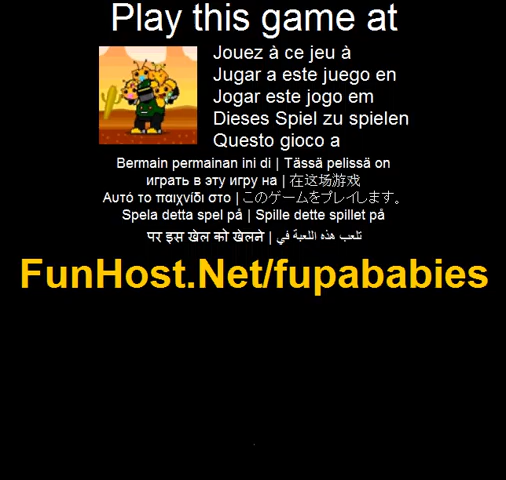 Play this game at
Jouez à ce jeu à
Jugar a este juego en
Jogar este jogo em
Dieses Spiel zu spielen
Questo gioco a
Bermain permainan ini di | Tässä pelissä on
играть в эту игру на | 在这场游戏
Αυτό το παιχνίδι στο | このゲームをプレイします。
Spela detta spel på | Spille dette spillet på
पर इस खेल को खेलने | تلعب هذه اللعبة في
FunHost.Net/fupababies